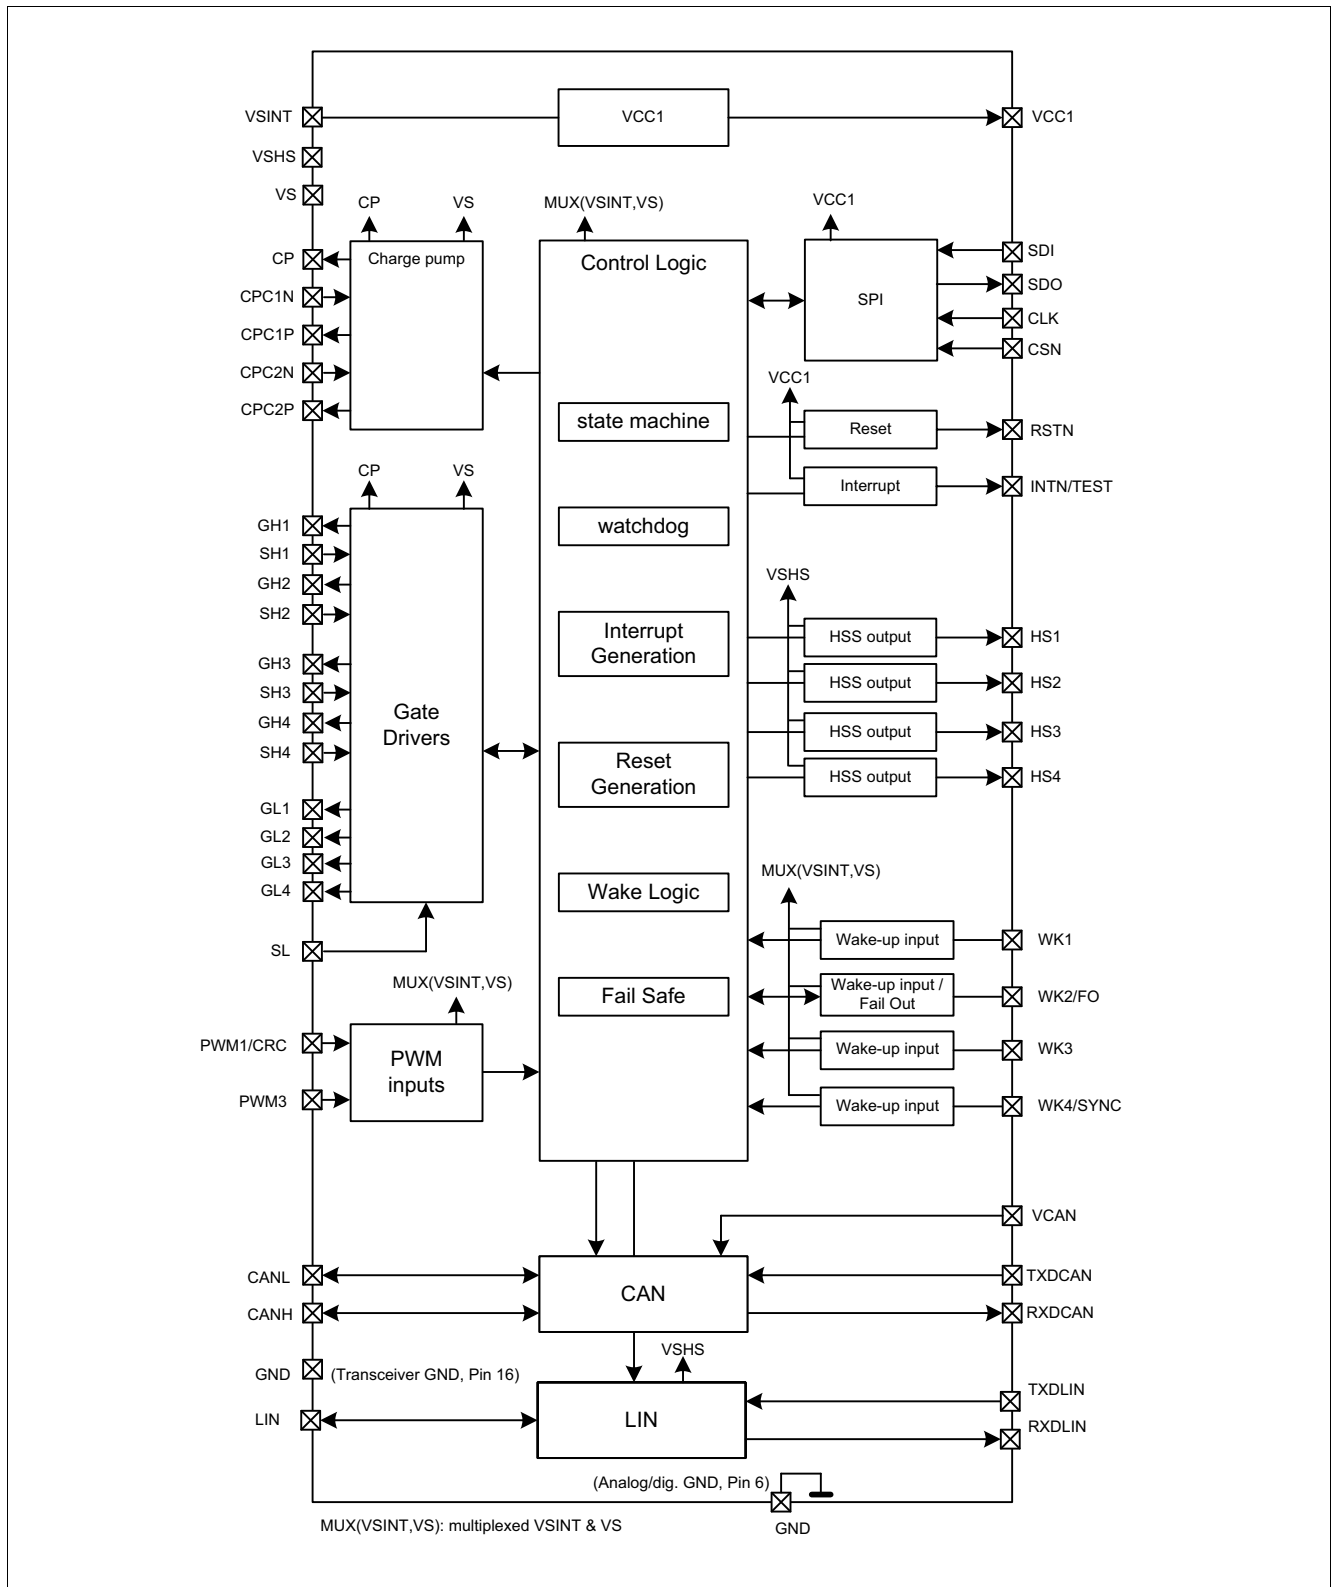 VSINT
VCC1
VCC1
VSHS
VS
CP
VS
MUX(VSINT,VS)
VCC1
CP
CPC1N
CPC1P
CPC2N
CPC2P
Charge pump
Control Logic
SPI
SDI
SDO
CLK
CSN
VCC1
state machine
Reset
RSTN
Interrupt
INTN/TEST
CP
VS
GH1
SH1
GH2
SH2
GH3
SH3
GH4
SH4
GL1
GL2
GL3
GL4
SL
Gate
Drivers
watchdog
Interrupt
Generation
Reset
Generation
Wake Logic
Fail Safe
VSHS
HSS output
HS1
HSS output
HS2
HSS output
HS3
HSS output
HS4
MUX(VSINT,VS)
Wake-up input
WK1
Wake-up input /
Fail Out
WK2/FO
Wake-up input
WK3
Wake-up input
WK4/SYNC
MUX(VSINT,VS)
PWM1/CRC
PWM3
PWM
inputs
VCAN
CANL
CANH
CAN
TXDCAN
RXDCAN
GND
(Transceiver GND, Pin 16)
VSHS
LIN
LIN
TXDLIN
RXDLIN
(Analog/dig. GND, Pin 6)
GND
MUX(VSINT,VS): multiplexed VSINT & VS